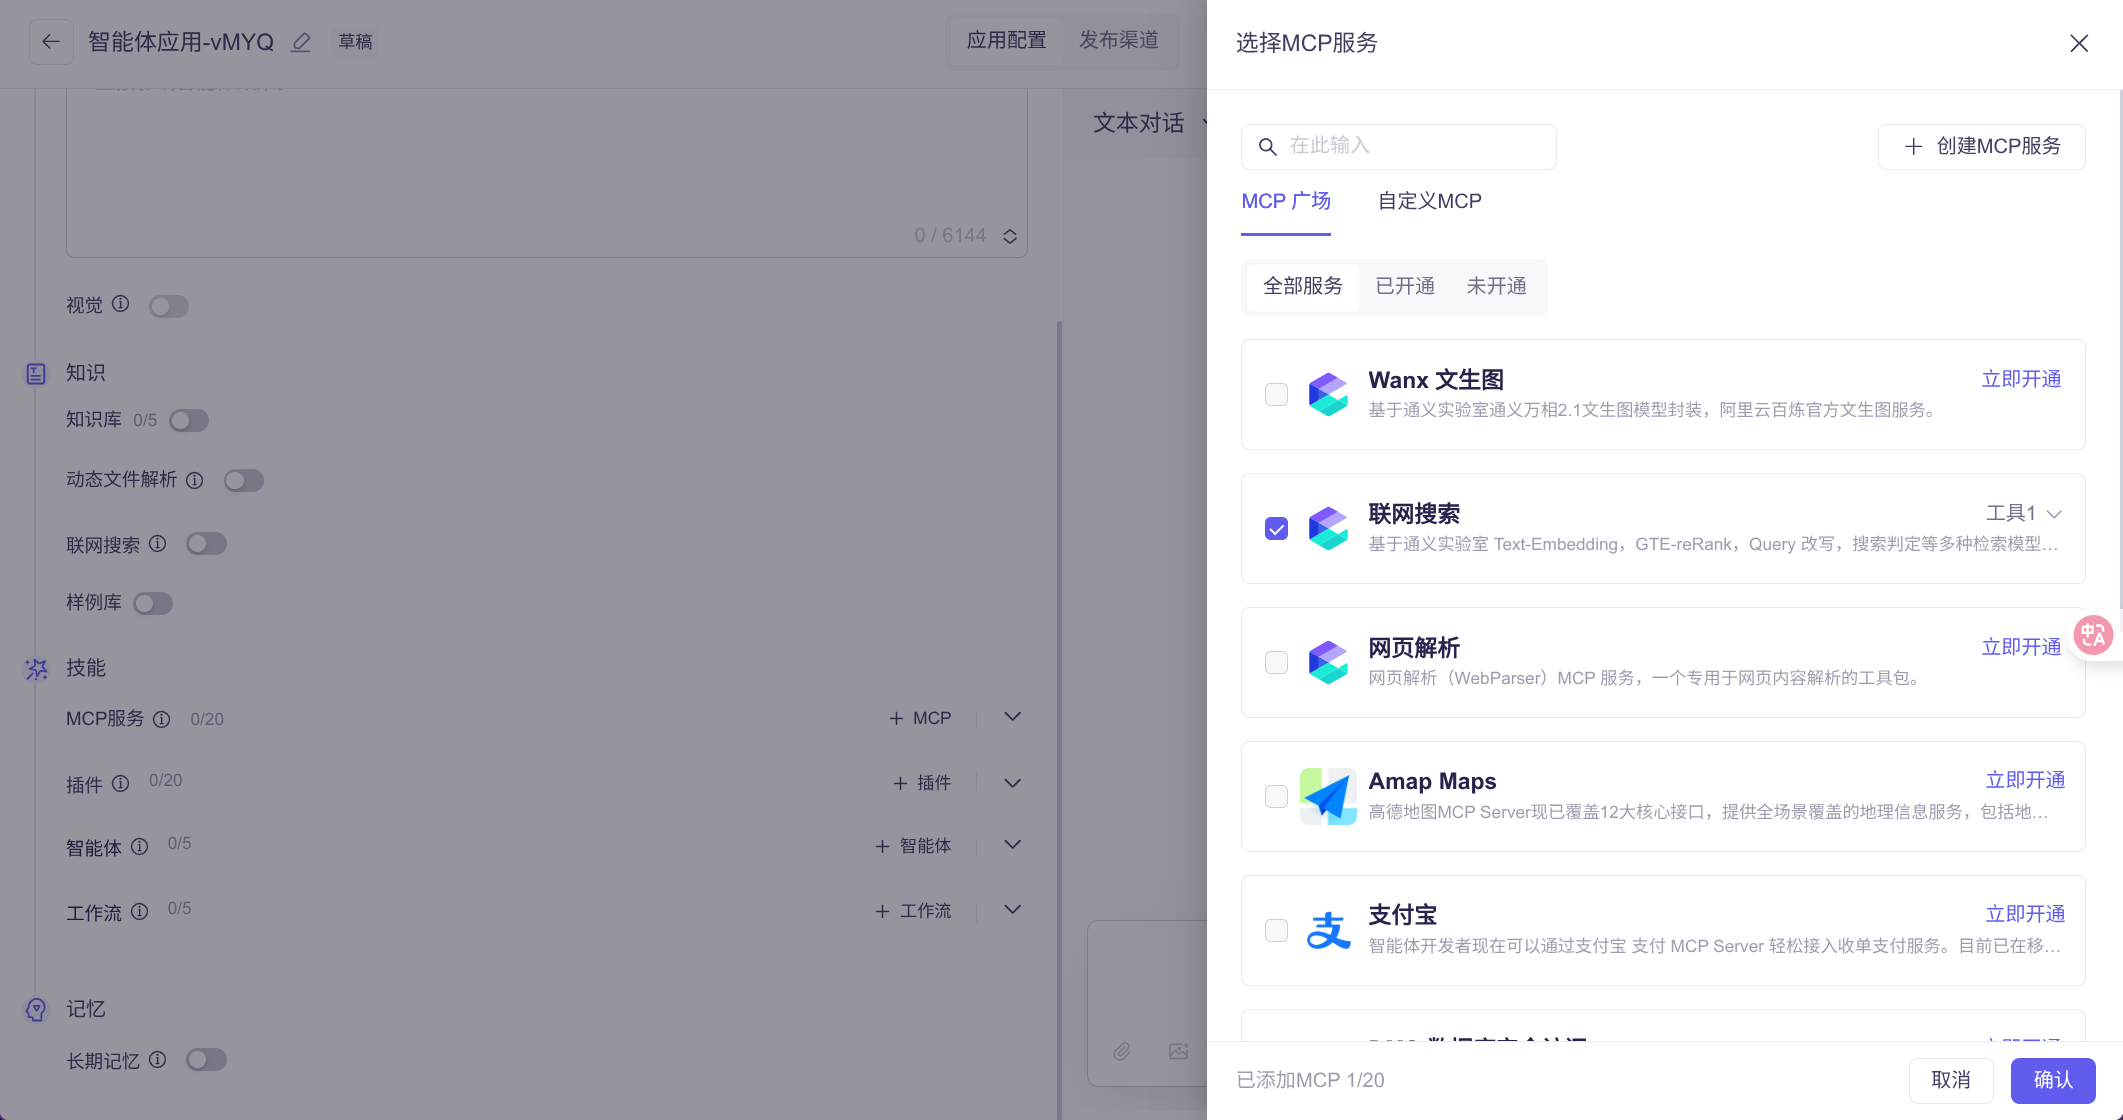 智能体应用-vMYQ
草稿
应用配置
发布渠道
文本对话
0 / 6144
视觉
知识
知识库 0/5
动态文件解析
联网搜索
样例库
技能
MCP服务 0/20
MCP
插件 0/20
插件
智能体 0/5
智能体
工作流 0/5
工作流
记忆
长期记忆
选择MCP服务
在此输入
创建MCP服务
MCP 广场
自定义MCP
全部服务
已开通
未开通
Wanx 文生图
立即开通
基于通义实验室通义万相2.1文生图模型封装，阿里云百炼官方文生图服务。
联网搜索
工具1
基于通义实验室 Text-Embedding，GTE-reRank，Query 改写，搜索判定等多种检索模型...
网页解析
立即开通
网页解析（WebParser）MCP 服务，一个专用于网页内容解析的工具包。
Amap Maps
立即开通
高德地图MCP Server现已覆盖12大核心接口，提供全场景覆盖的地理信息服务，包括地...
支付宝
立即开通
智能体开发者现在可以通过支付宝 支付 MCP Server 轻松接入收单支付服务。目前已在移...
已添加MCP 1/20
取消
确认